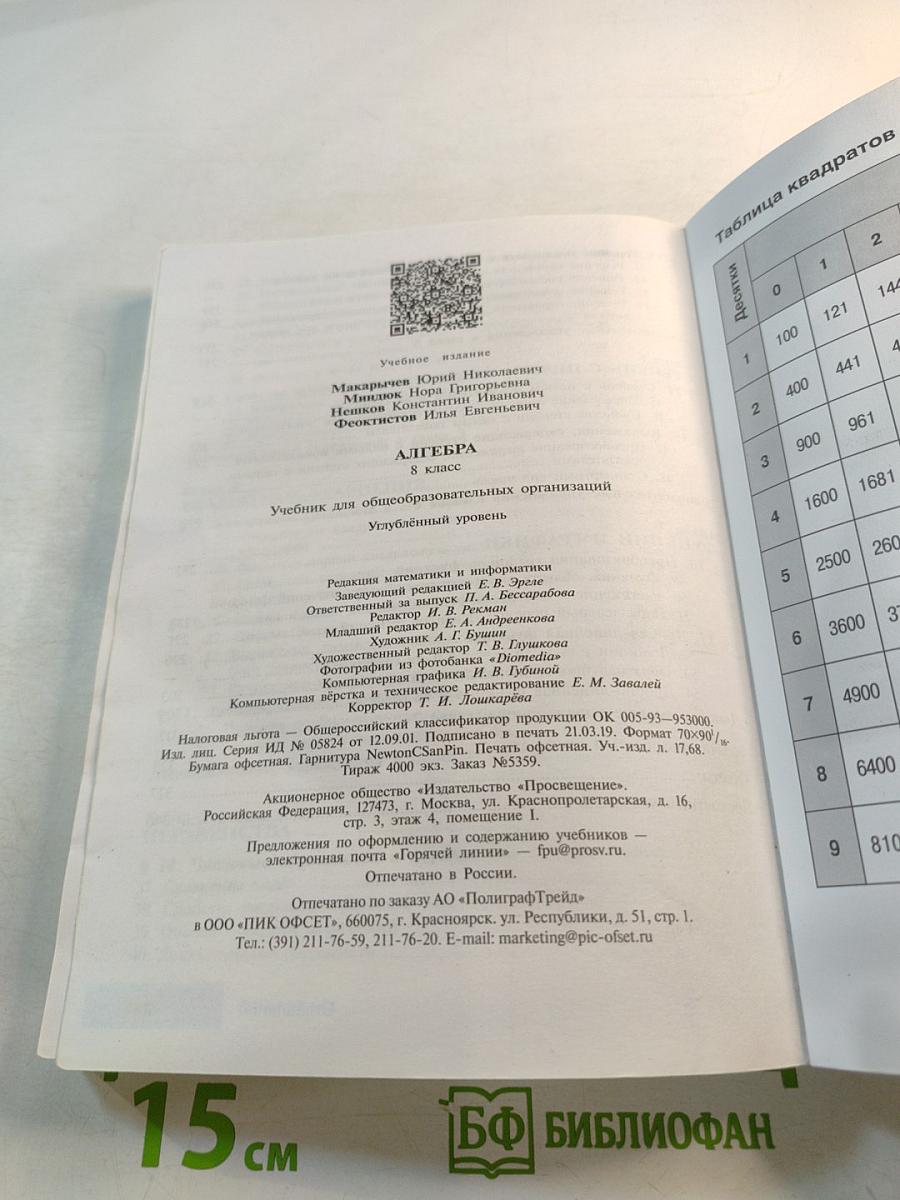 Учебное издание
Макарычев Юрий Николаевич
Миндюк Нора Григорьевна
Нешков Константин Иванович
Феоктистов Илья Евгеньевич
АЛГЕБРА
8 класс
Учебник для общеобразовательных организаций
Углублённый уровень
Редакция математики и информатики
Заведующий редакцией Е. В. Эргле
Ответственный за выпуск П. А. Бессарабова
Редактор И. В. Рекман
Младший редактор Е. А. Андреенкова
Художник А. Г. Бушин
Художественный редактор Т. В. Глушкова
Фотографии из фотобанка «Diomedia»
Компьютерная графика И. В. Губиной
Компьютерная вёрстка и техническое редактирование Е. М. Завалей
Корректор Т. И. Лошкарёва
Налоговая льгота — Общероссийский классификатор продукции ОК 005-93—953000.
Изд. лиц. Серия ИД № 05824 от 12.09.01. Подписано в печать 21.03.19. Формат 70×90 1/16.
Бумага офсетная. Гарнитура NewtonCSanPin. Печать офсетная. Уч.-изд. л. 17,68.
Тираж 4000 экз. Заказ №5359.
Акционерное общество «Издательство «Просвещение».
Российская Федерация, 127473, г. Москва, ул. Краснопролетарская, д. 16,
стр. 3, этаж 4, помещение I.
Предложения по оформлению и содержанию учебников —
электронная почта «Горячей линии» — fpu@prosv.ru.
Отпечатано в России.
Отпечатано по заказу АО «ПолиграфТрейд»
в ООО «ПИК ОФСЕТ», 660075, г. Красноярск. ул. Республики, д. 51, стр. 1.
Тел.: (391) 211-76-59, 211-76-20. E-mail: marketing@pic-ofset.ru
Таблица квадратов
Десятки
0 1 2
1 100 121 144
2 400 441
3 900 961
4 1600 1681
5 2500
6 3600
7 4900
8 6400
9
15 см
БФ БИБЛИОФАН